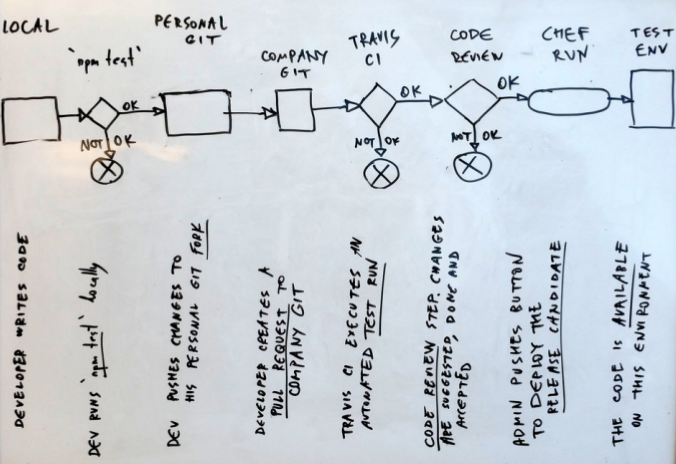 LOCAL
'npm test'
PERSONAL
GIT
COMPANY
GIT
TRAVIS
CI
CODE
REVIEW
CHEF
RUN
TEST
ENV
OK
OK
OK
NOT OK
NOT OK
NOT OK
DEVELOPER WRITES CODE
DEV RUNS 'npm test' locally
DEV PUSHES CHANGES TO
HIS PERSONAL GIT FORK
DEVELOPER CREATES A
PULL REQUEST TO
COMPANY GIT
TRAVIS CI EXECUTES AN
AUTOMATED TEST RUN
CODE REVIEW STEP. CHANGES
ARE SUGGESTED, DONE AND
ACCEPTED
ADMIN PUSHES BUTTON
TO DEPLOY THE
RELEASE CANDIDATE
THE CODE IS AVAILABLE
ON THIS ENVIRONMENT